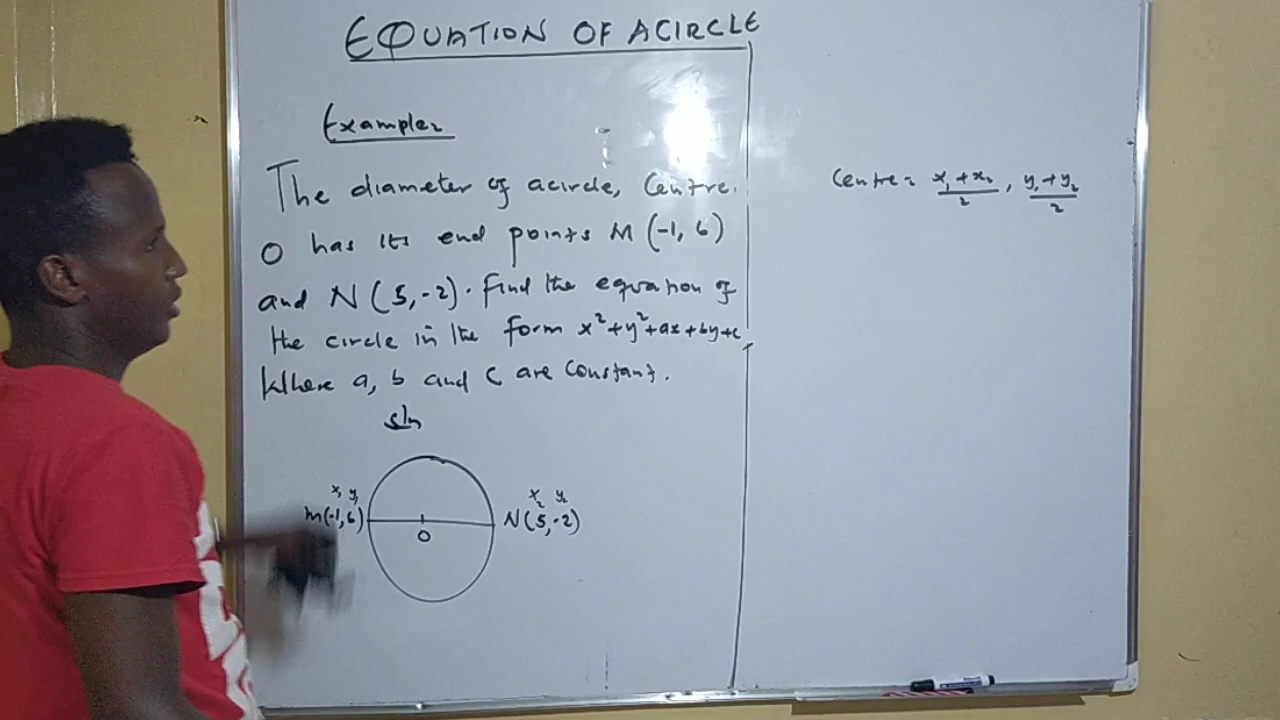 EQUATION OF A CIRCLE
Example2
The diameter of a circle, Centre.
O has its end points M (-1, 6)
and N (5, -2). find the equation of
the circle in the form x²+y²+ax+by+c
Where a, b and c are constant.
sln
x₁ y₁
M(-1,6)
O
x₂ y₂
N(5,-2)
Centre = x₁+x₂/2, y₁+y₂/2